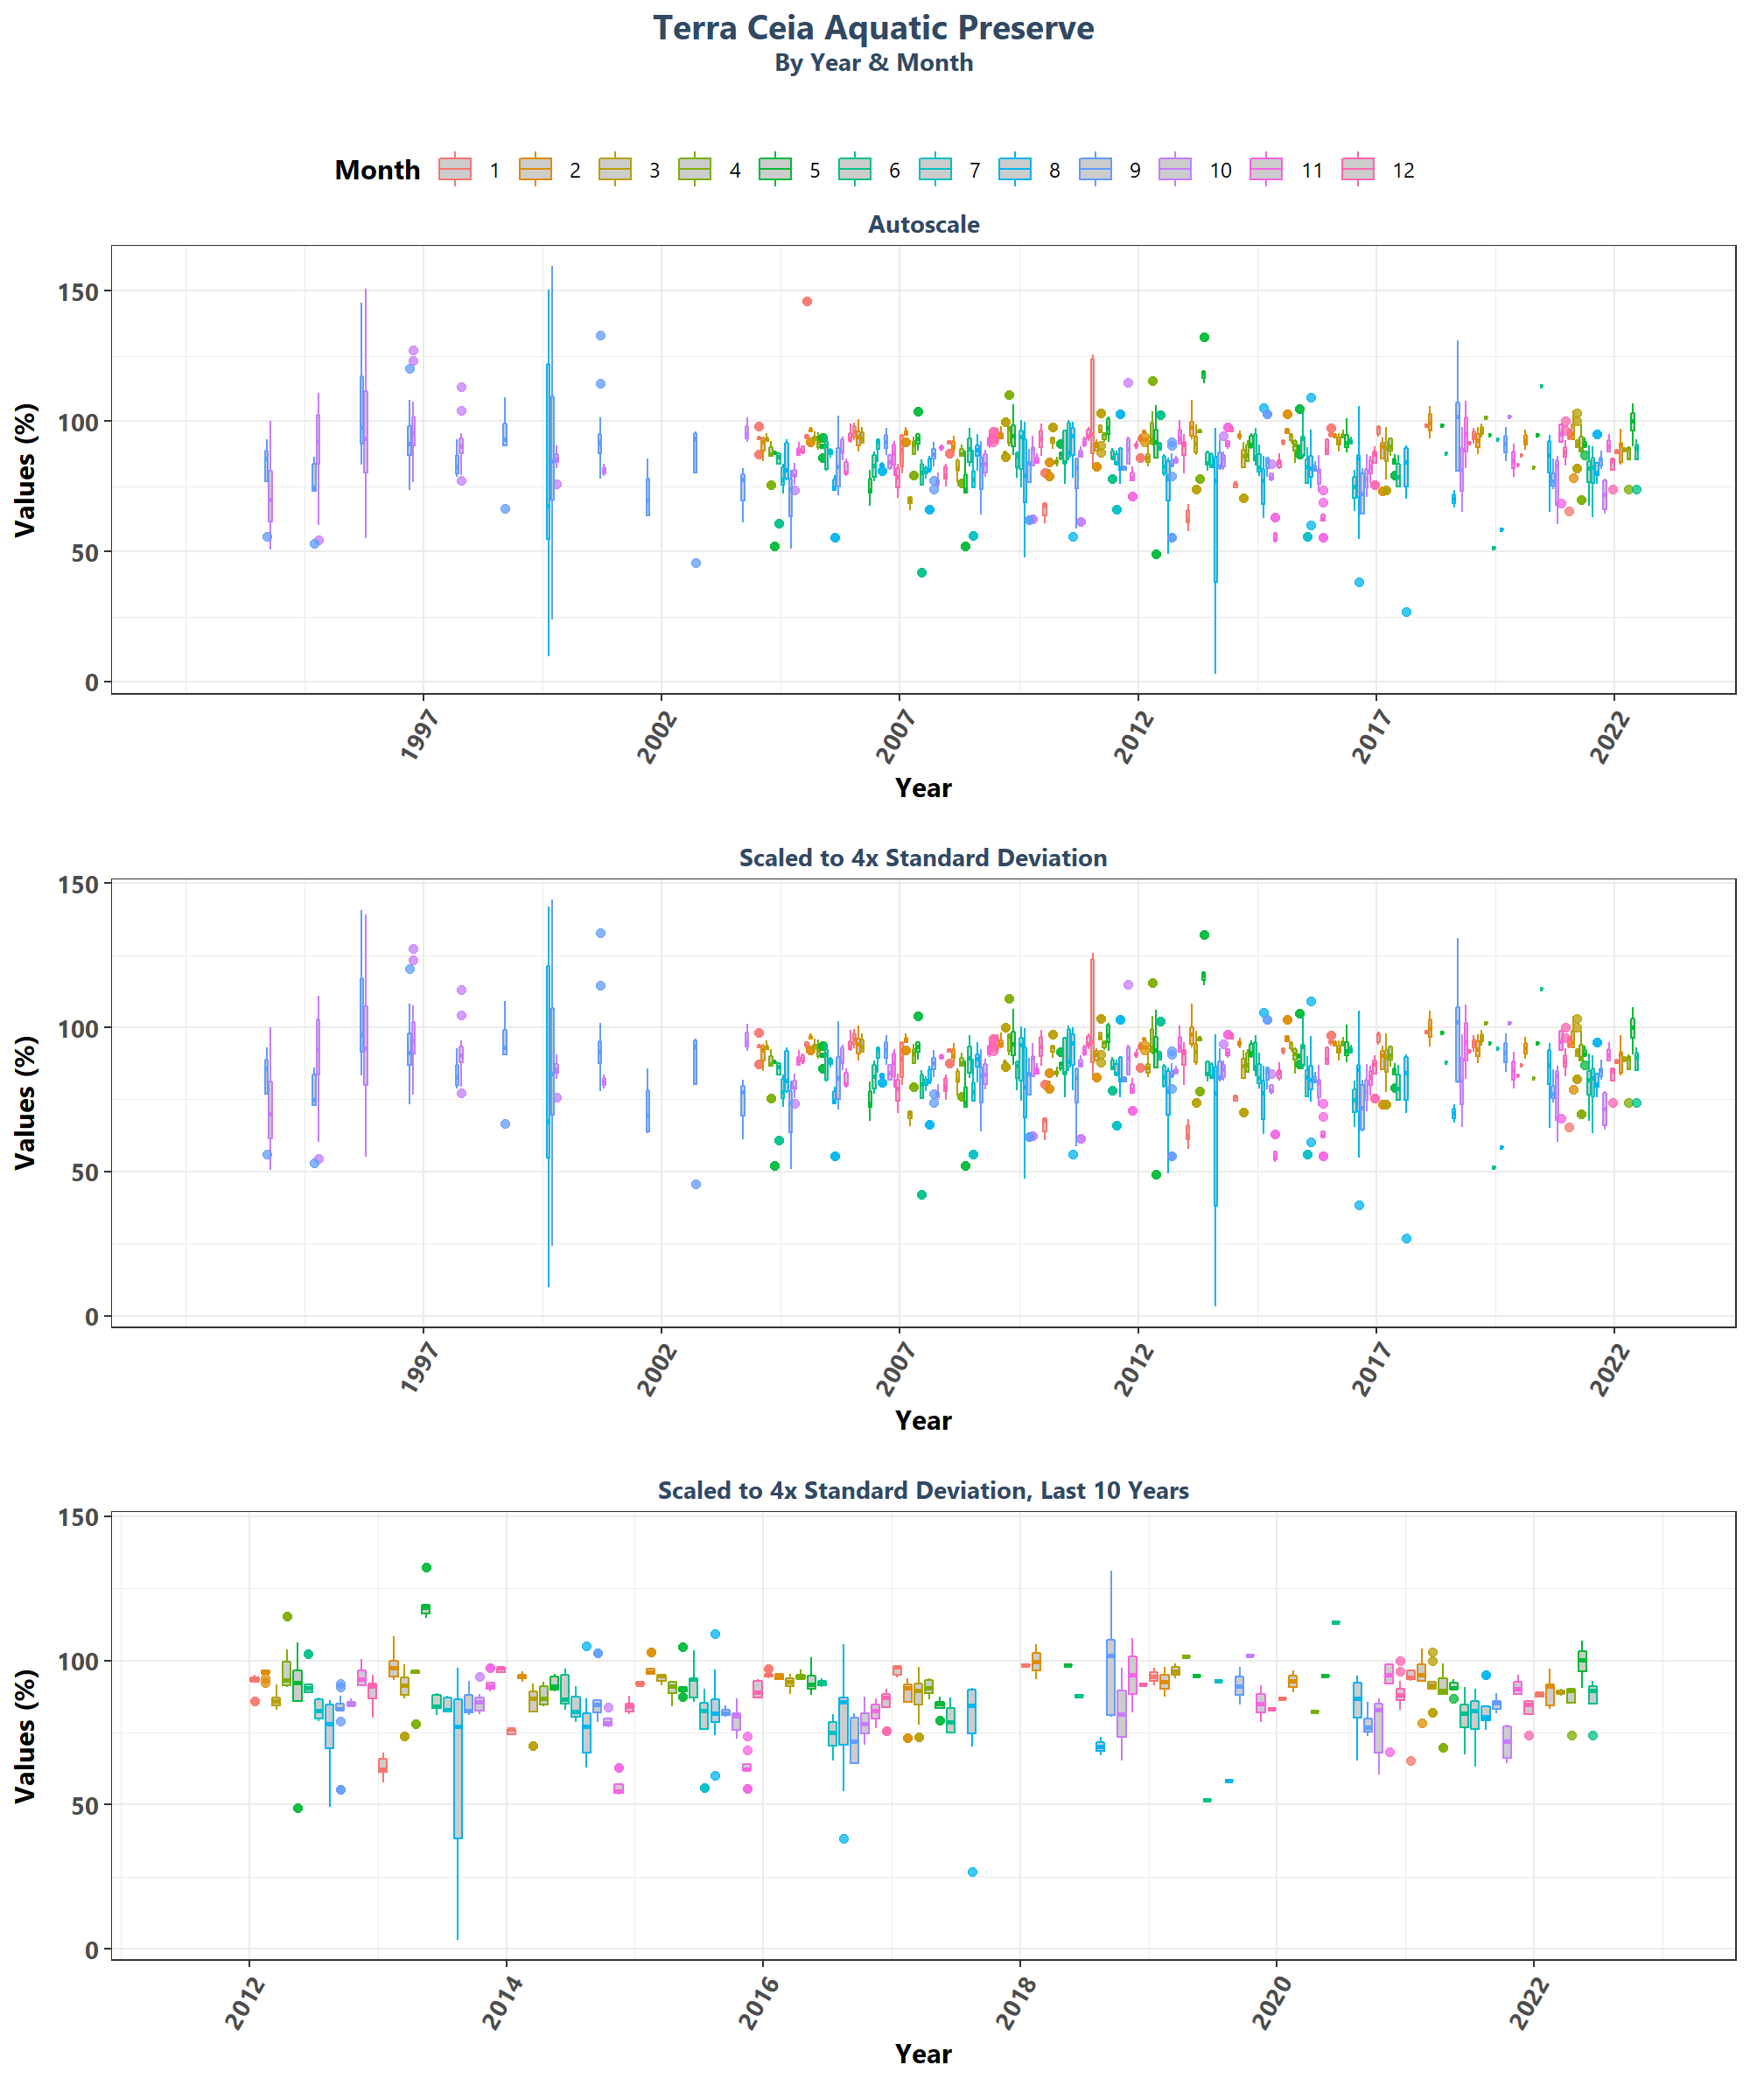 Terra Ceia Aquatic Preserve
By Year & Month
Month 1 2 3 4 5 6 7 8 9 10 11 12
Autoscale
Values (%)
150
100
50
0
1997 2002 2007 2012 2017 2022
Year
Scaled to 4x Standard Deviation
Values (%)
150
100
50
0
1997 2002 2007 2012 2017 2022
Year
Scaled to 4x Standard Deviation, Last 10 Years
Values (%)
150
100
50
0
2012 2014 2016 2018 2020 2022
Year